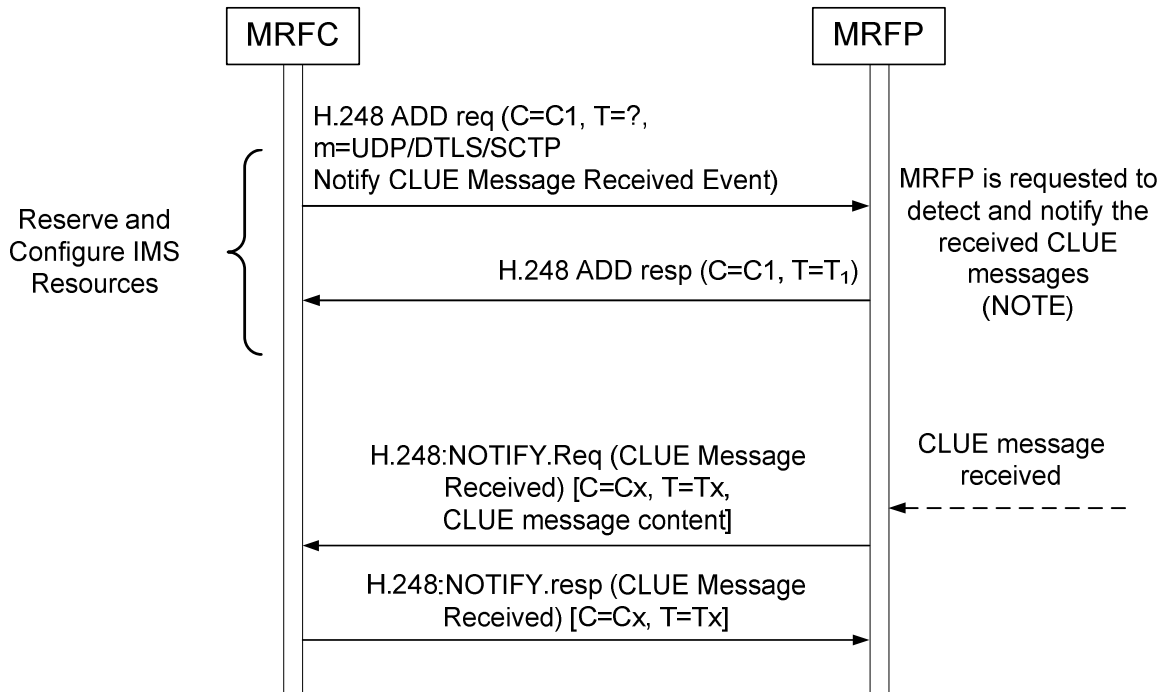 MRFC
MRFP
H.248 ADD req (C=C1, T=?,
m=UDP/DTLS/SCTP
Notify CLUE Message Received Event)
Reserve and
Configure IMS
Resources
MRFP is requested to
detect and notify the
received CLUE
messages
(NOTE)
H.248 ADD resp (C=C1, T=T₁)
CLUE message
received
H.248:NOTIFY.Req (CLUE Message
Received) [C=Cx, T=Tx,
CLUE message content]
H.248:NOTIFY.resp (CLUE Message
Received) [C=Cx, T=Tx]